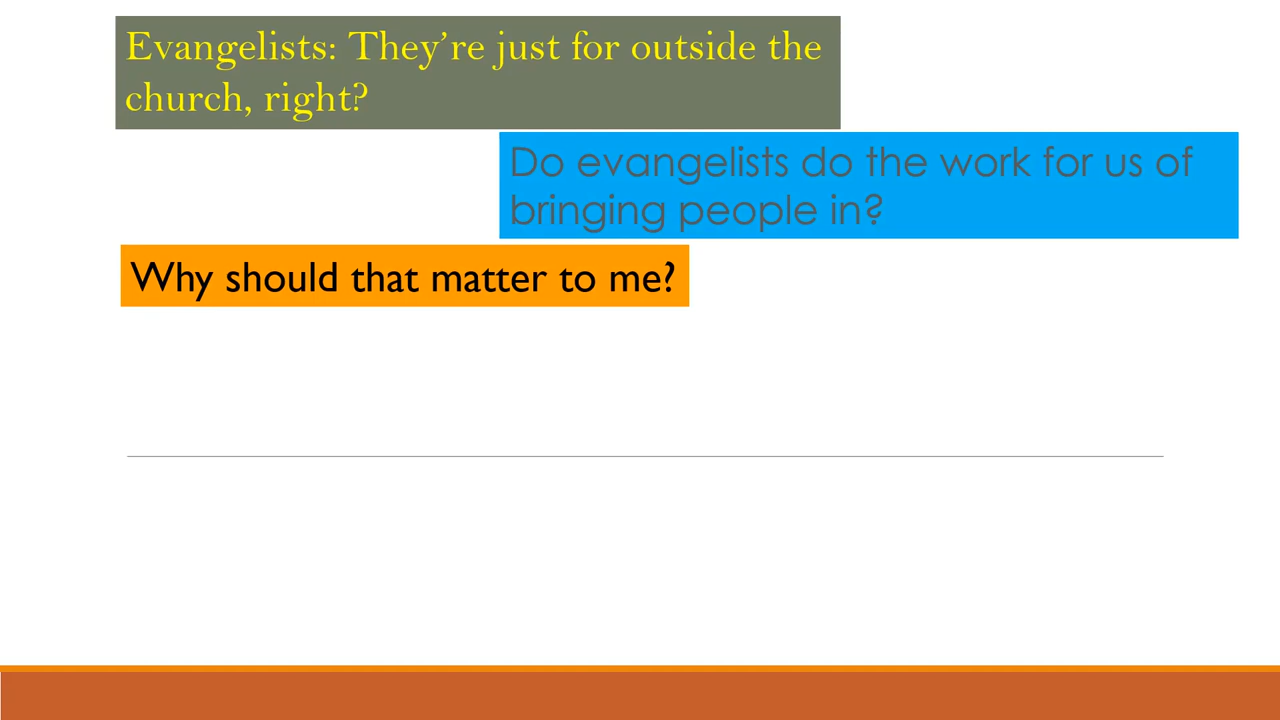 Evangelists: They’re just for outside the
church, right?
Do evangelists do the work for us of
bringing people in?
Why should that matter to me?